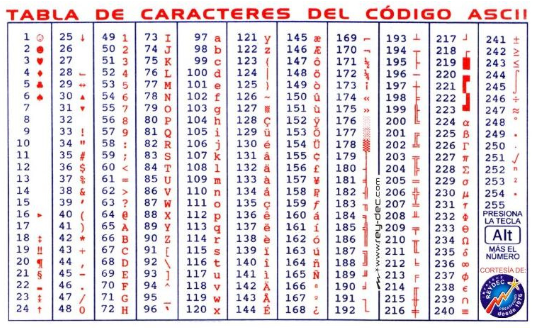 TABLA DE CARACTERES DEL CÓDIGO ASCII
1 ☺ 25 ↓ 49 1 73 I 97 a 121 y 145 æ 169 ⌐ 193 ┴ 217 ┘ 241 ±
2 ☻ 26 50 2 74 J 98 b 122 z 146 Æ 170 ¬ 194 ┬ 218 ┌ 242 ≥
3 ♥ 27 51 3 75 K 99 c 123 { 147 ô 171 ½ 195 ├ 219 █ 243 ≤
4 ♦ 28 ∟ 52 4 76 L 100 d 124 | 148 ö 172 ¼ 196 ─ 220 ▄ 244 ⌠
5 ♣ 29 ↔ 53 5 77 M 101 e 125 } 149 ò 173 ¡ 197 ┼ 221 ▌ 245 ⌡
6 ♠ 30 ▲ 54 6 78 N 102 f 126 ~ 150 û 174 « 198 ╞ 222 ▐ 246 ÷
7 31 ▼ 55 7 79 O 103 g 127 151 ù 175 » 199 ╟ 223 ▀ 247 ≈
8 32 56 8 80 P 104 h 128 Ç 152 ÿ 176 ░ 200 ╚ 224 α 248 °
9 33 ! 57 9 81 Q 105 i 129 ü 153 Ö 177 ▒ 201 ╔ 225 ß 249 ∙
10 34 " 58 : 82 R 106 j 130 é 154 Ü 178 ▓ 202 ╩ 226 Γ 250 ·
11 35 # 59 ; 83 S 107 k 131 â 155 ¢ 179 │ 203 ╦ 227 π 251 √
12 36 $ 60 < 84 T 108 l 132 ä 156 £ 180 ┤ 204 ╠ 228 Σ 252 ⁿ
13 37 % 61 = 85 U 109 m 133 à 157 ¥ 181 ╡ 205 ═ 229 σ 253 ²
14 38 & 62 > 86 V 110 n 134 å 158 ₧ 182 ╢ 206 ╬ 230 µ 254 ▪
15 39 ' 63 ? 87 W 111 o 135 ç 159 ƒ 183 ╖ 207 ╧ 231 τ 255
16 ► 40 ( 64 @ 88 X 112 p 136 ê 160 á 184 ╕ 208 ╨ 232 Φ PRESIONA
17 41 ) 65 A 89 Y 113 q 137 ë 161 í 185 ╣ 209 ╤ 233 Θ LA TECLA
18 ↕ 42 * 66 B 90 Z 114 r 138 è 162 ó 186 ║ 210 ╥ 234 Ω Alt
19 ‼ 43 + 67 C 91 [ 115 s 139 ï 163 ú 187 ╗ 211 ╙ 235 δ MÁS EL
20 ¶ 44 , 68 D 92 \ 116 t 140 î 164 ñ 188 ╝ 212 ╘ 236 ∞ NÚMERO
21 § 45 - 69 E 93 ] 117 u 141 ì 165 Ñ 189 ╜ 213 ╒ 237 φ CORTESÍA DE:
22 ▬ 46 . 70 F 94 ^ 118 v 142 Ä 166 ª 190 ╛ 214 ╓ 238 ε
23 ↨ 47 / 71 G 95 _ 119 w 143 Å 167 º 191 ┐ 215 ╫ 239 ∩
24 ↑ 48 0 72 H 96 ` 120 x 144 É 168 ¿ 192 └ 216 ╪ 240 ≡
desde 1976